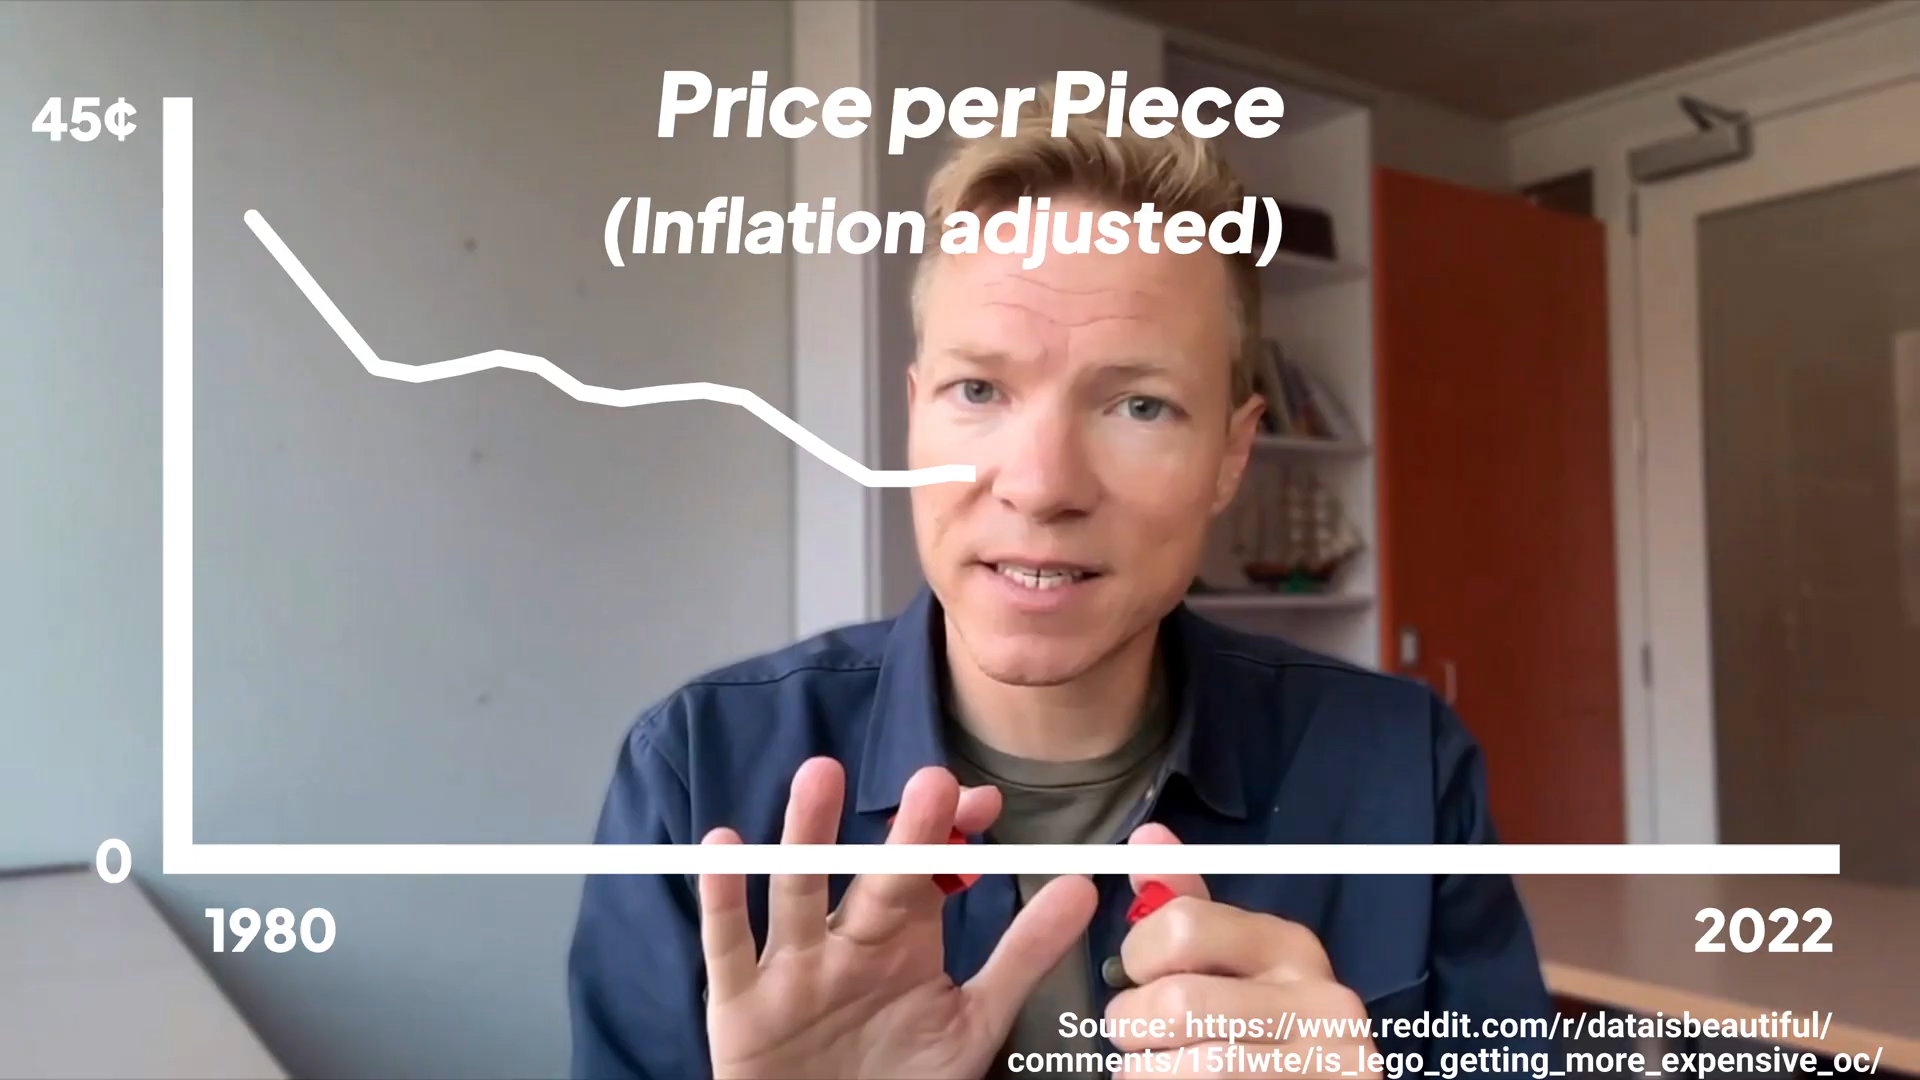 Price per Piece
(Inflation adjusted)
45¢
0
1980
2022
Source: https://www.reddit.com/r/dataisbeautiful/
comments/15flwte/is_lego_getting_more_expensive_oc/